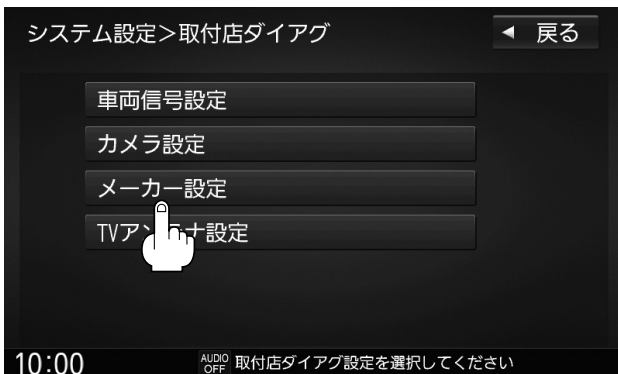 システム設定＞取付店ダイアグ
◀ 戻る
車両信号設定
カメラ設定
メーカー設定
TVアンテナ設定
10:00
AUDIO OFF 取付店ダイアグ設定を選択してください